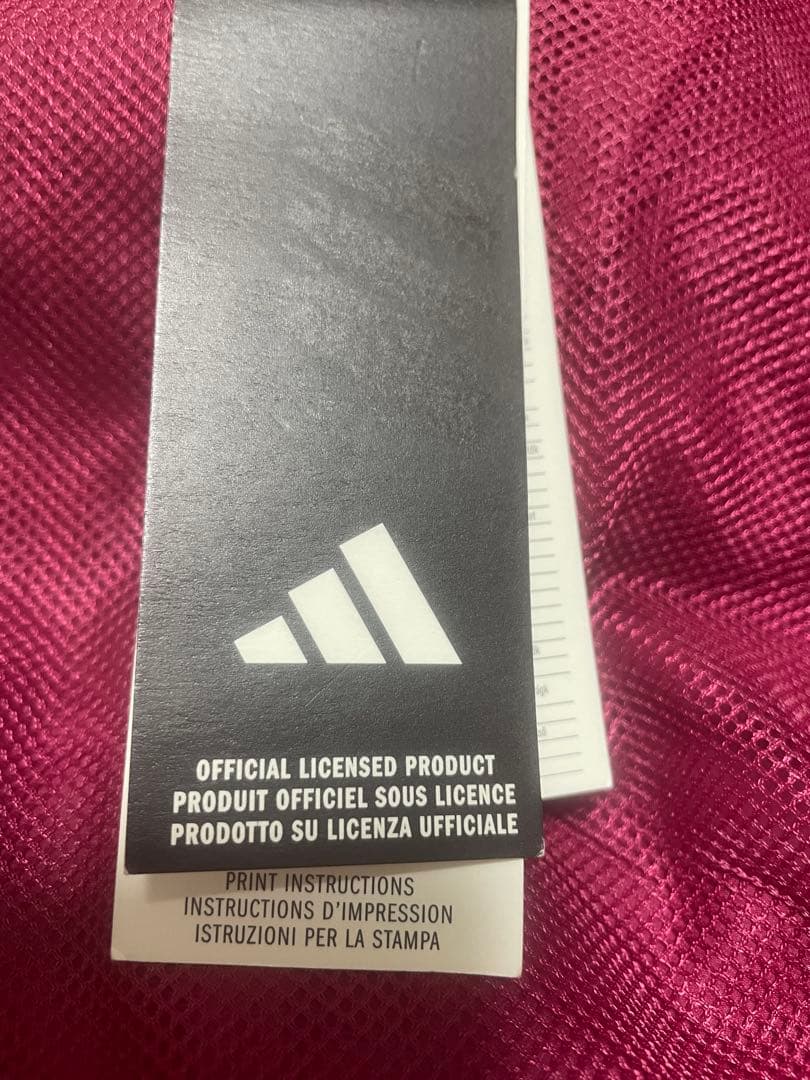 OFFICIAL LICENSED PRODUCT
PRODUIT OFFICIEL SOUS LICENCE
PRODOTTO SU LICENZA UFFICIALE
PRINT INSTRUCTIONS
INSTRUCTIONS D'IMPRESSION
ISTRUZIONI PER LA STAMPA